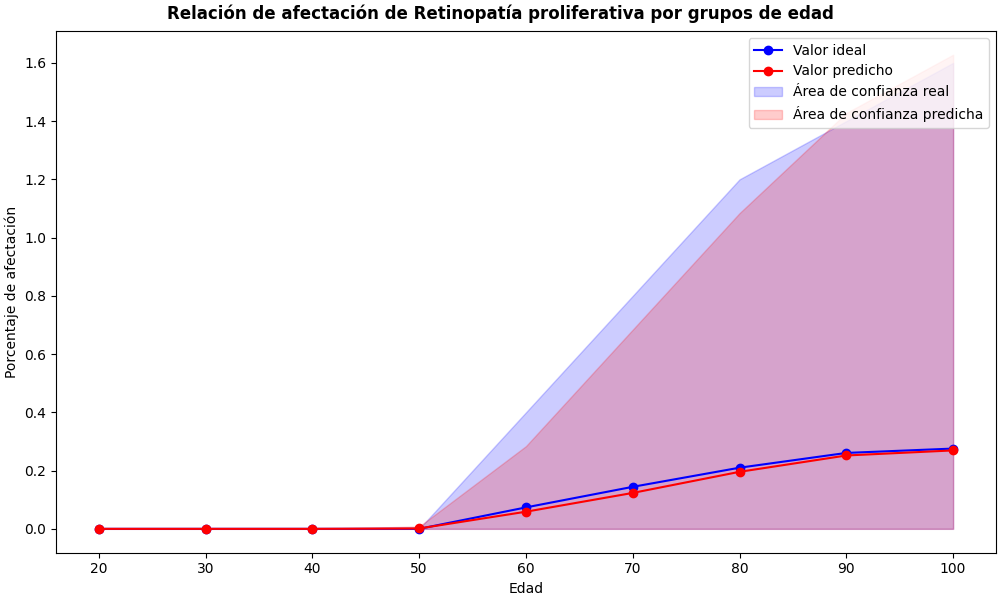 Relación de afectación de Retinopatía proliferativa por grupos de edad
Valor ideal
Valor predicho
Área de confianza real
Área de confianza predicha
Porcentaje de afectación
1.6
1.4
1.2
1.0
0.8
0.6
0.4
0.2
0.0
20 30 40 50 60 70 80 90 100
Edad